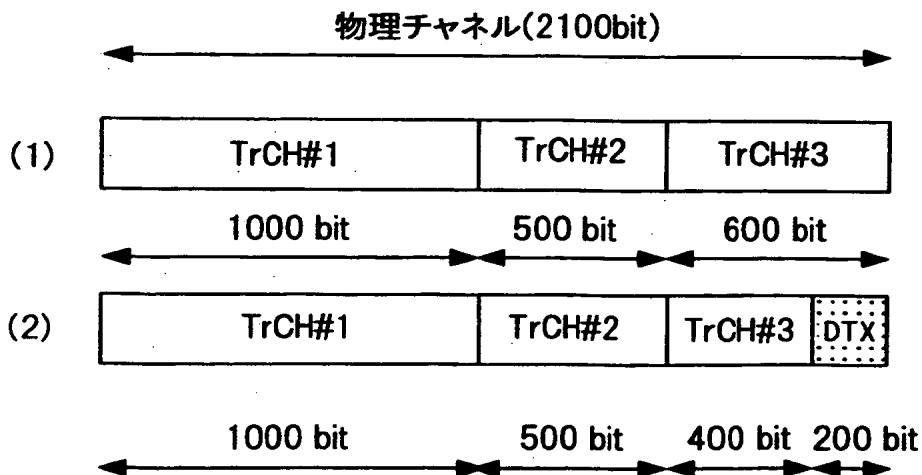 物理チャネル(2100bit)
(1) TrCH#1 TrCH#2 TrCH#3
1000 bit 500 bit 600 bit
(2) TrCH#1 TrCH#2 TrCH#3 DTX
1000 bit 500 bit 400 bit 200 bit